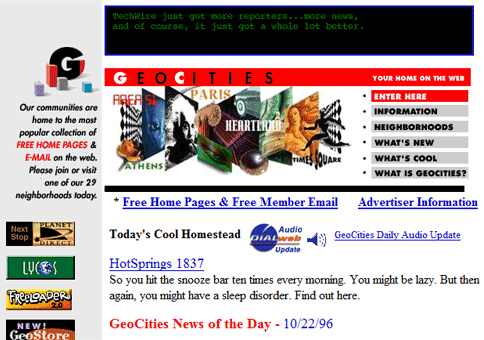 TechWire just got more reporters...more news,
and of course, it just got a whole lot better.
G
GEOCITIES
YOUR HOME ON THE WEB
AREA 51
PARIS
HEARTLAND
ATHENS
TIMES SQUARE
• ENTER HERE
• INFORMATION
• NEIGHBORHOODS
• WHAT'S NEW
• WHAT'S COOL
• WHAT IS GEOCITIES?
Our communities are
home to the most
popular collection of
FREE HOME PAGES &
E-MAIL on the web.
Please join or visit
one of our 29
neighborhoods today.
Next Stop
PLANET DIRECT
LYCOS
FREELOADER 2.0
NEW!
GeoStore
* Free Home Pages & Free Member Email
Advertiser Information
Today's Cool Homestead
Audio
DIALweb
Update
GeoCities Daily Audio Update
HotSprings 1837
So you hit the snooze bar ten times every morning. You might be lazy. But then
again, you might have a sleep disorder. Find out here.
GeoCities News of the Day - 10/22/96